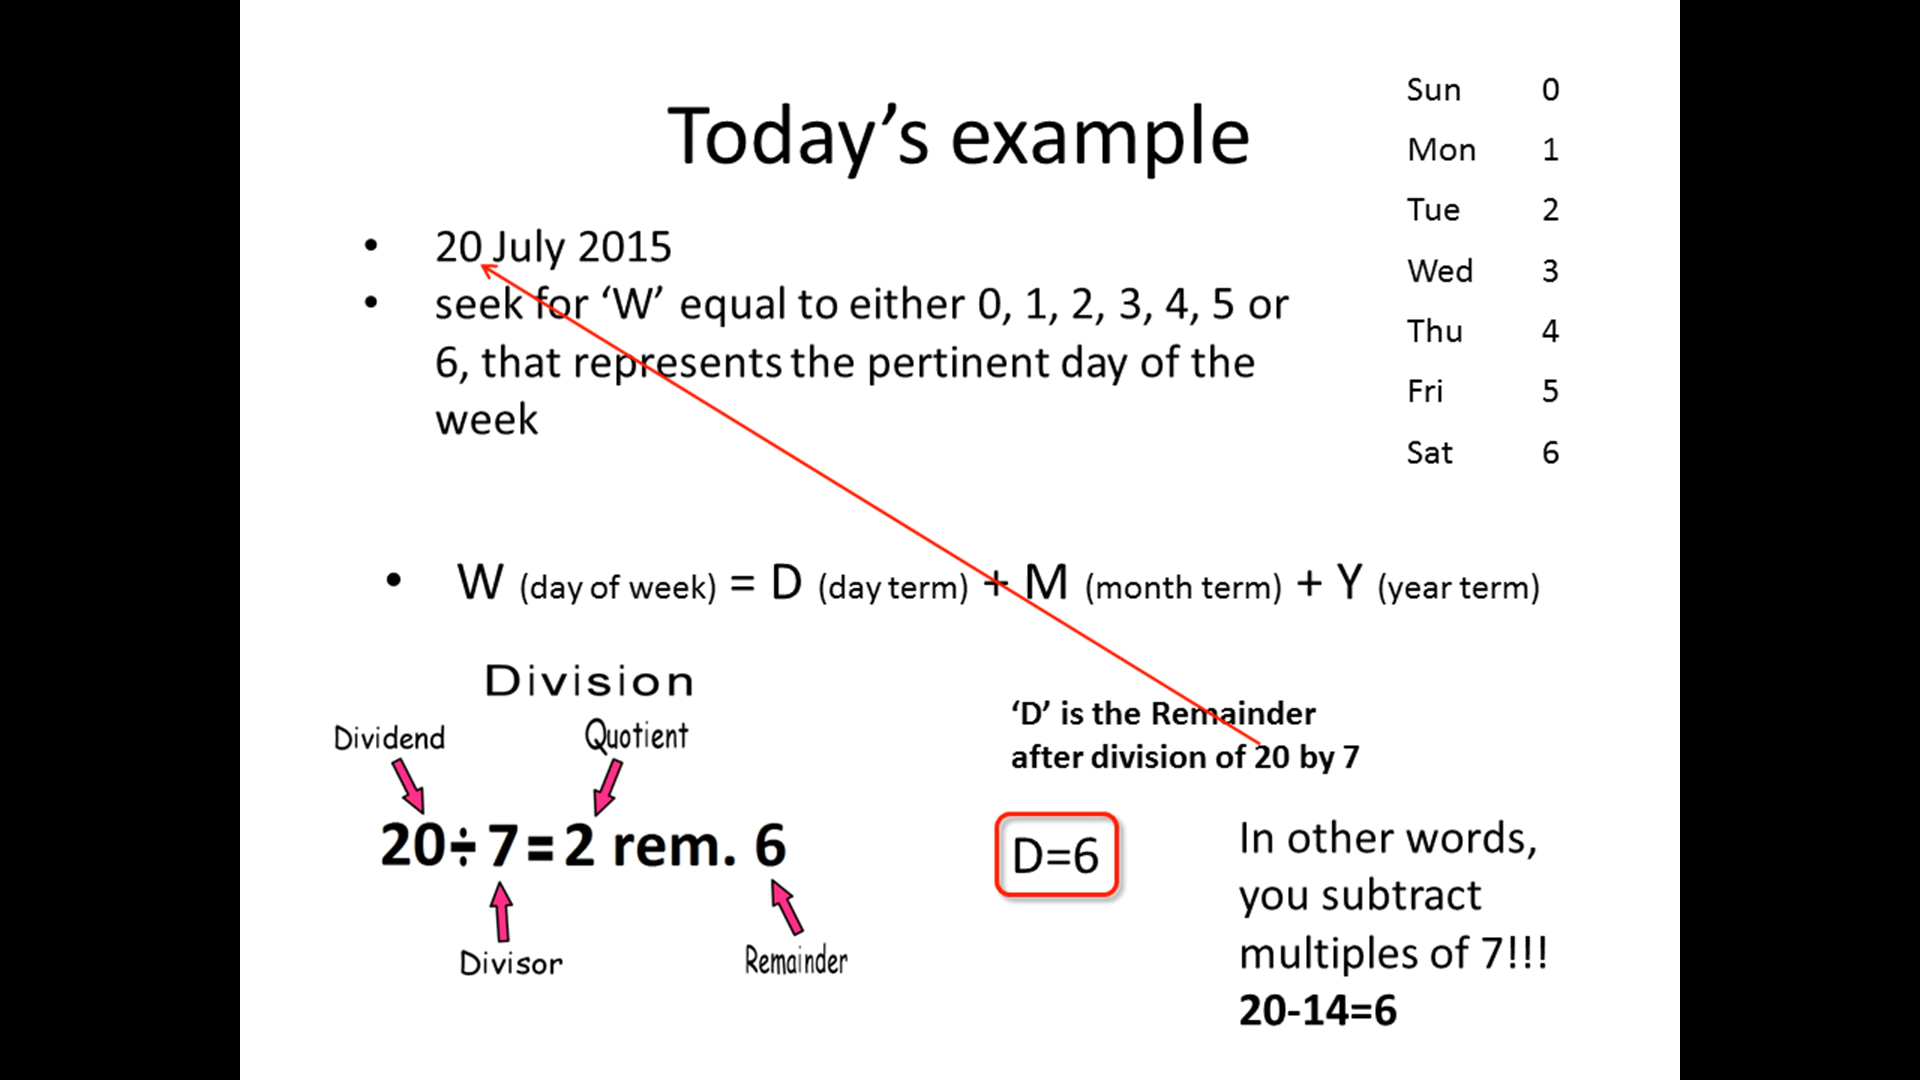 Today’s example
Sun 0
Mon 1
Tue 2
Wed 3
Thu 4
Fri 5
Sat 6
• 20 July 2015
• seek for ‘W’ equal to either 0, 1, 2, 3, 4, 5 or
6, that represents the pertinent day of the
week
• W (day of week) = D (day term) + M (month term) + Y (year term)
Division
Dividend Quotient
20÷7=2 rem. 6
Divisor Remainder
‘D’ is the Remainder
after division of 20 by 7
D=6
In other words,
you subtract
multiples of 7!!!
20-14=6